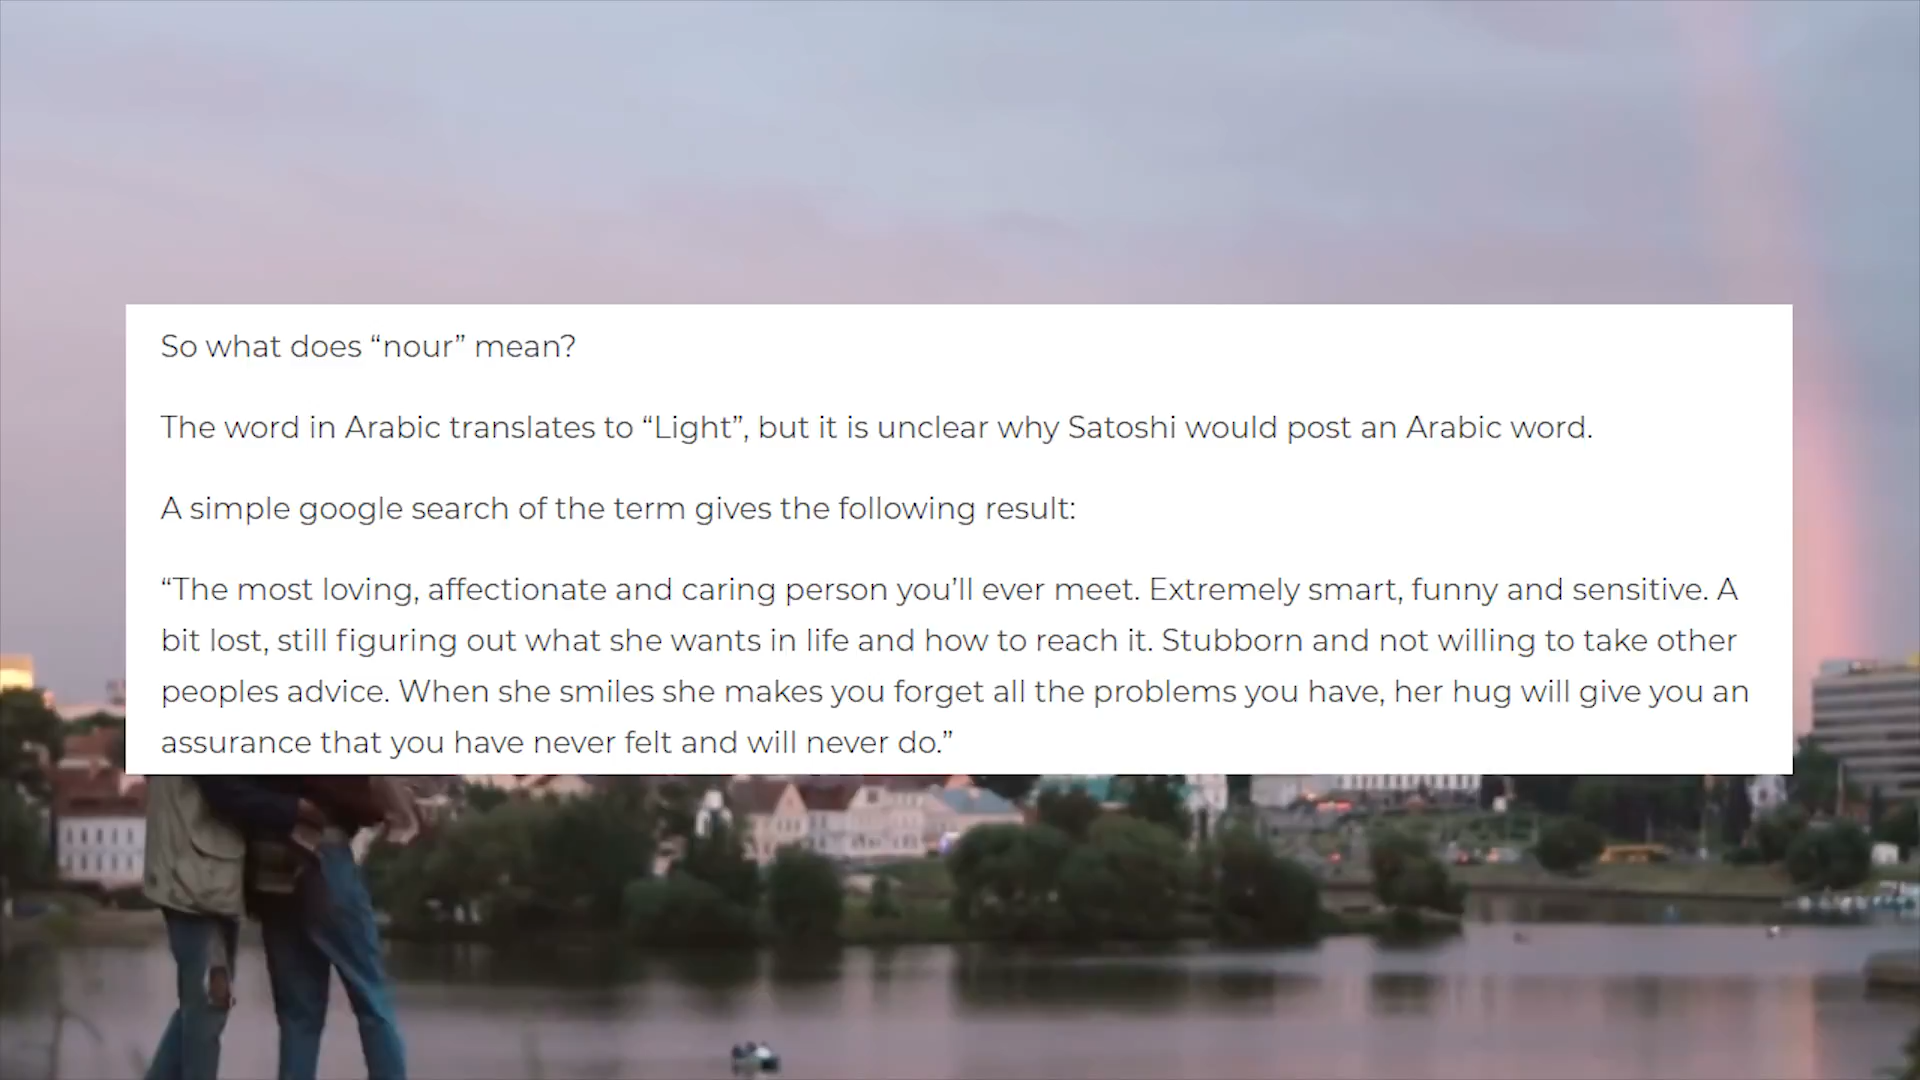 So what does “nour” mean?
The word in Arabic translates to “Light”, but it is unclear why Satoshi would post an Arabic word.
A simple google search of the term gives the following result:
“The most loving, affectionate and caring person you’ll ever meet. Extremely smart, funny and sensitive. A
bit lost, still figuring out what she wants in life and how to reach it. Stubborn and not willing to take other
peoples advice. When she smiles she makes you forget all the problems you have, her hug will give you an
assurance that you have never felt and will never do.”